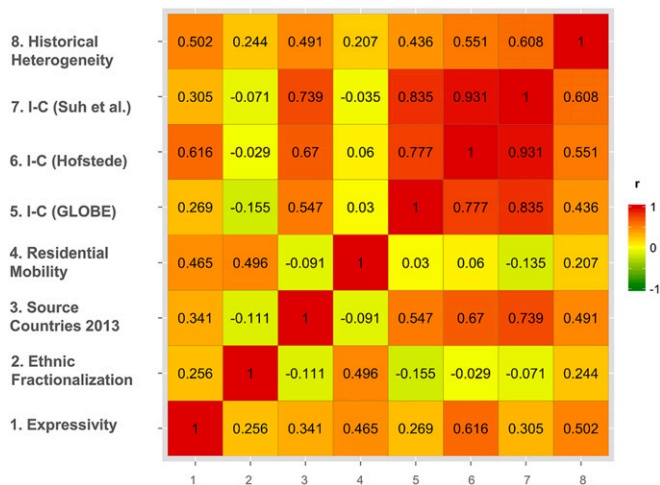 8. Historical
Heterogeneity
0.502 0.244 0.491 0.207 0.436 0.551 0.608 1
7. I-C (Suh et al.)
0.305 -0.071 0.739 -0.035 0.835 0.931 1 0.608
6. I-C (Hofstede)
0.616 -0.029 0.67 0.06 0.777 1 0.931 0.551
5. I-C (GLOBE)
0.269 -0.155 0.547 0.03 1 0.777 0.835 0.436
4. Residential
Mobility
0.465 0.496 -0.091 1 0.03 0.06 -0.135 0.207
3. Source
Countries 2013
0.341 -0.111 1 -0.091 0.547 0.67 0.739 0.491
2. Ethnic
Fractionalization
0.256 1 -0.111 0.496 -0.155 -0.029 -0.071 0.244
1. Expressivity
1 0.256 0.341 0.465 0.269 0.616 0.305 0.502
1 2 3 4 5 6 7 8
r
1
0
-1